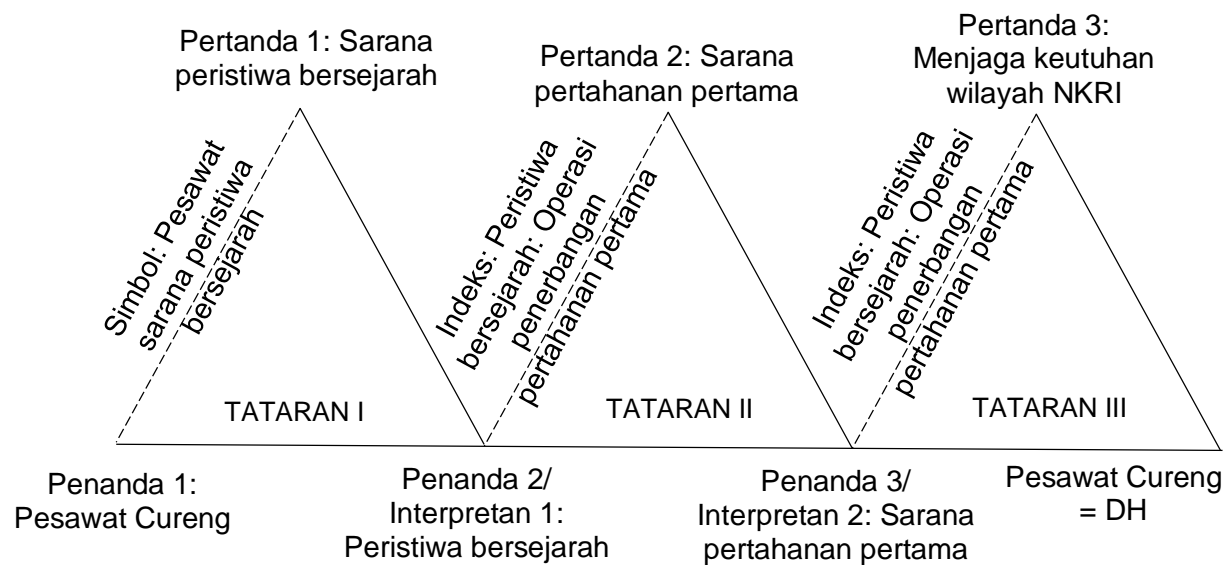 Pertanda 1: Sarana
peristiwa bersejarah
Pertanda 2: Sarana
pertahanan pertama
Pertanda 3:
Menjaga keutuhan
wilayah NKRI
Simbol: Pesawat
sarana peristiwa
bersejarah
Indeks: Peristiwa
bersejarah: Operasi
penerbangan
pertahanan pertama
Indeks: Peristiwa
bersejarah: Operasi
penerbangan
pertahanan pertama
TATARAN I
TATARAN II
TATARAN III
Penanda 1:
Pesawat Cureng
Penanda 2/
Interpretan 1:
Peristiwa bersejarah
Penanda 3/
Interpretan 2: Sarana
pertahanan pertama
Pesawat Cureng
= DH